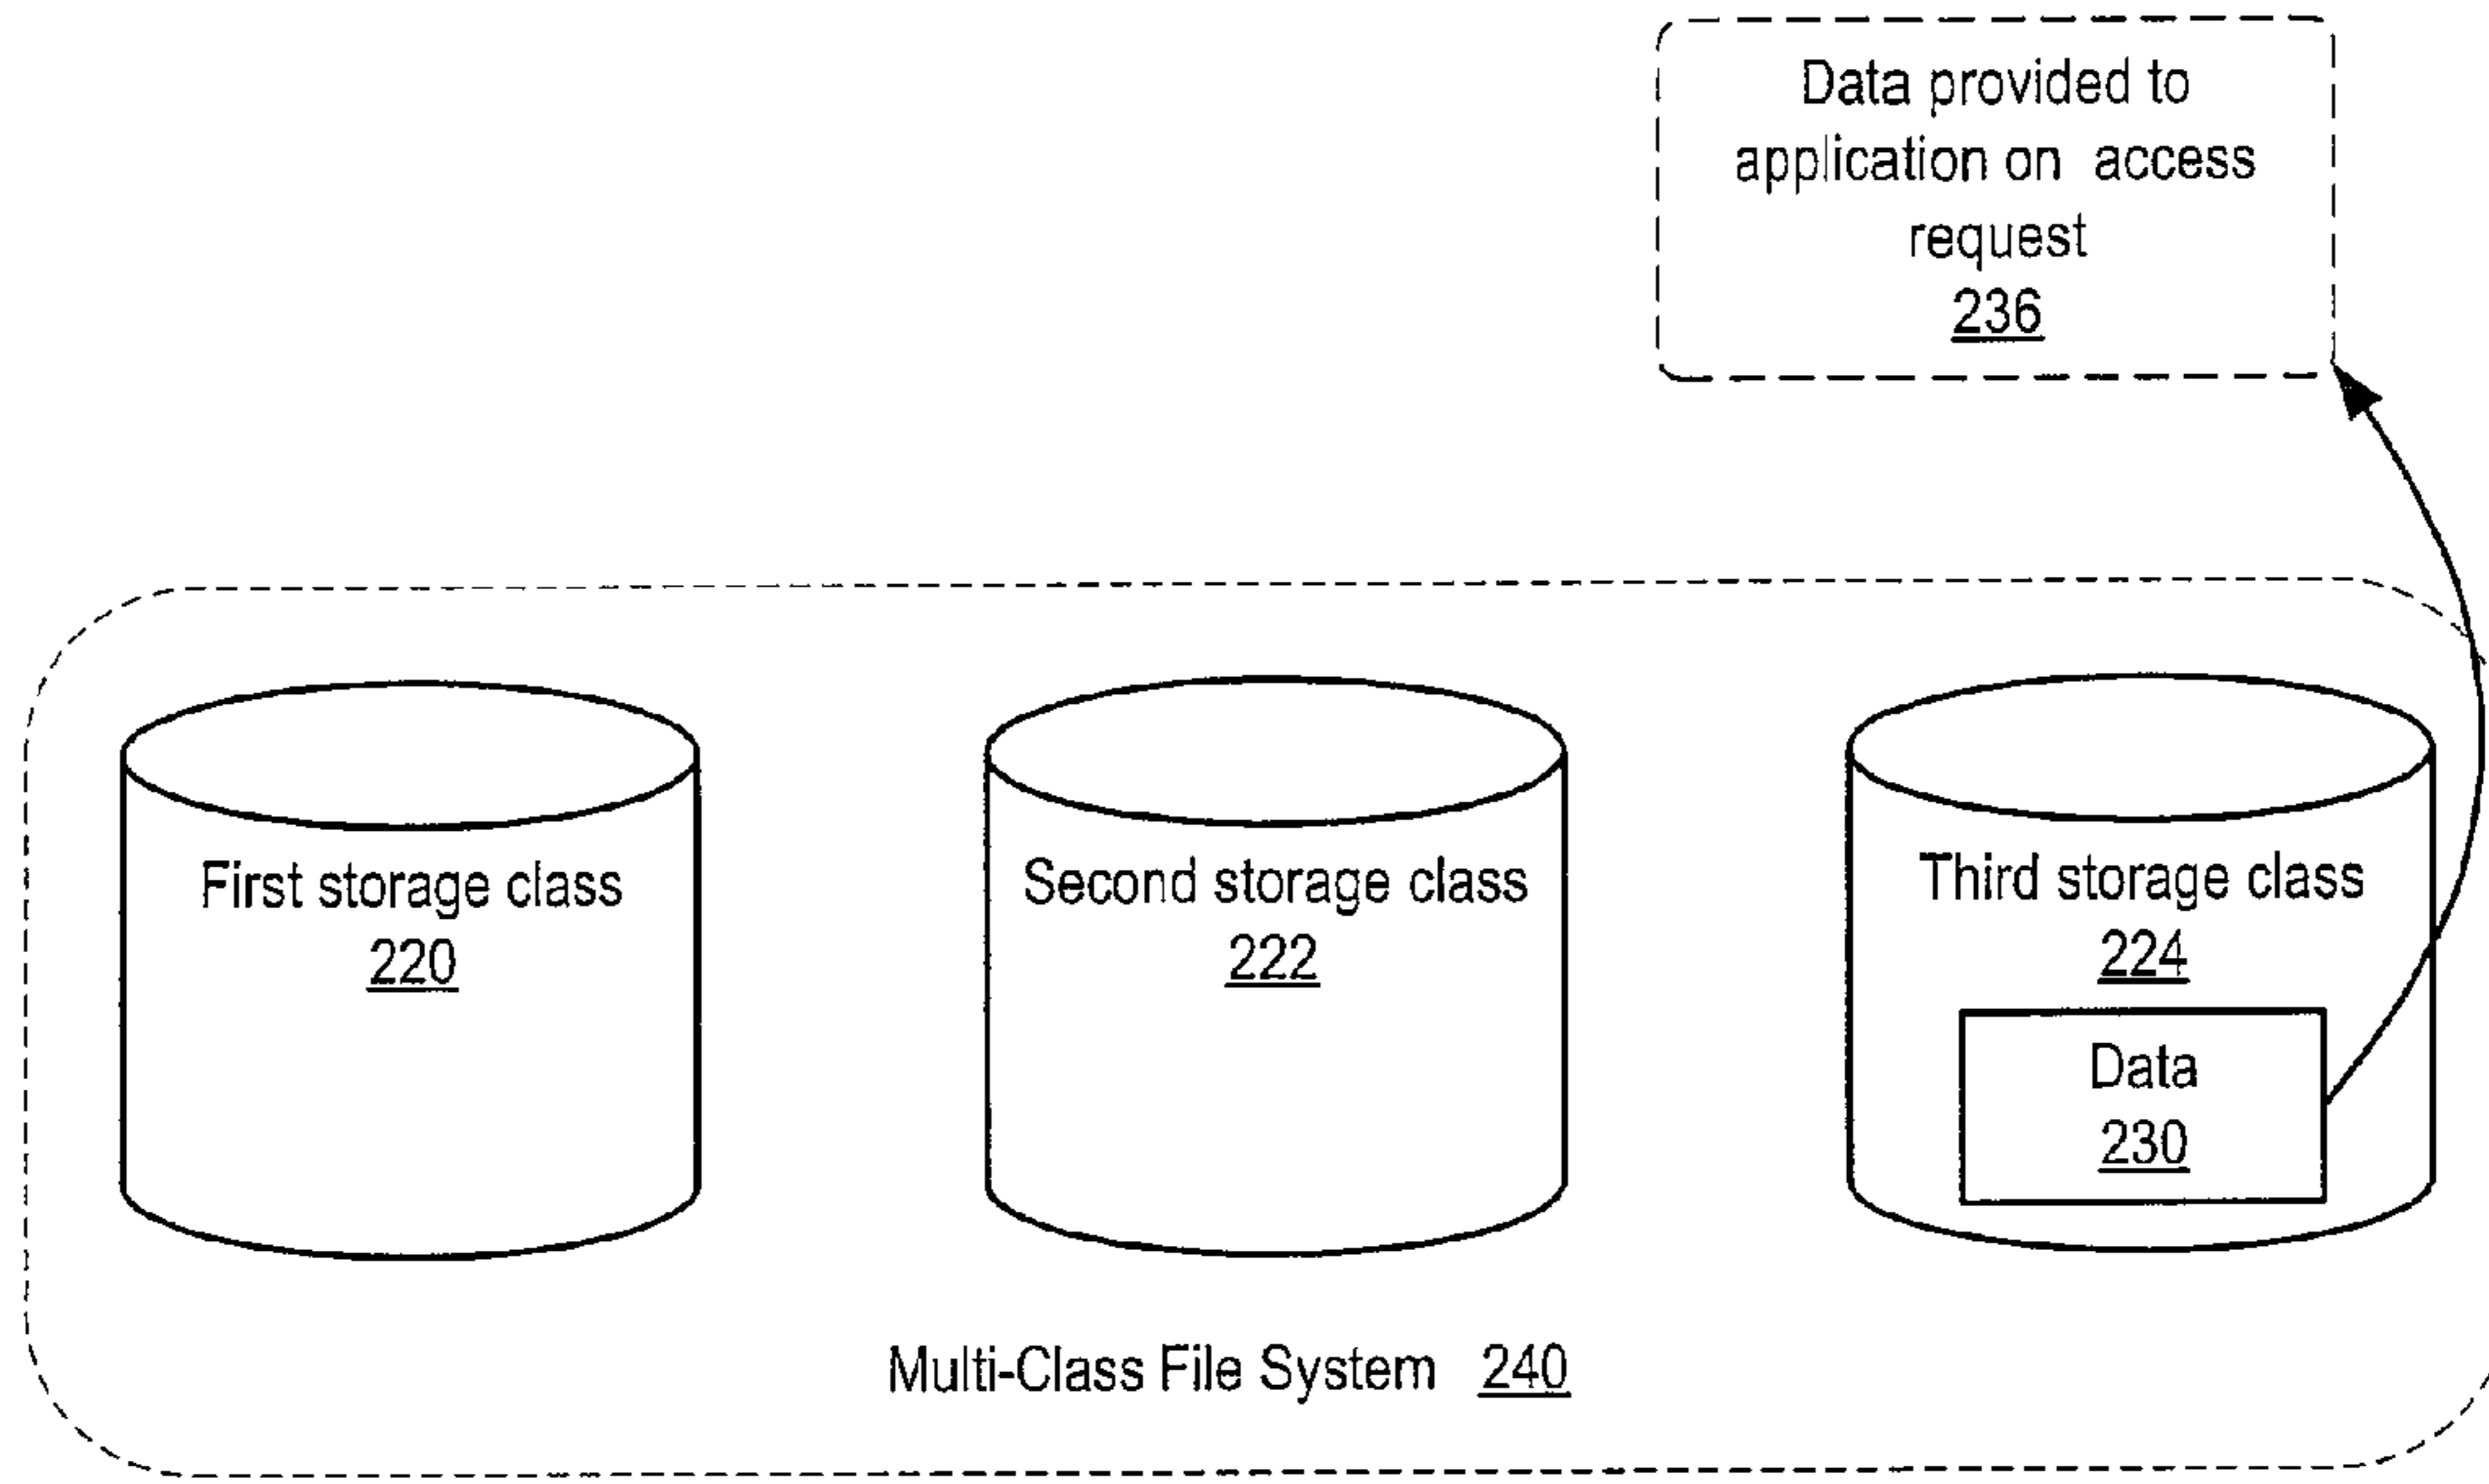 Data provided to
application on access
request
236
First storage class
220
Second storage class
222
Third storage class
224
Data
230
Multi-Class File System 240